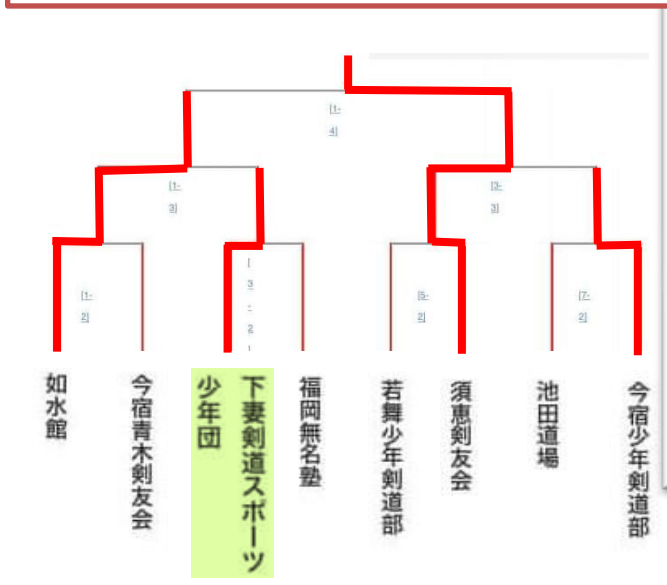 [1-
4]
[1-
3]
[3-
3]
[1-
2]
[
3
-
2
]
[5-
2]
[7-
2]
如水館
今宿青木剣友会
下妻剣道スポーツ
少年団
福岡無名塾
若舞少年剣道部
須恵剣友会
池田道場
今宿少年剣道部